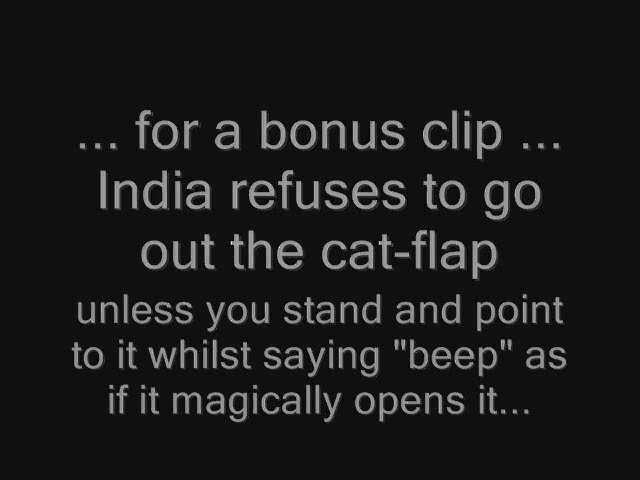 ... for a bonus clip ...
India refuses to go
out the cat-flap
unless you stand and point
to it whilst saying "beep" as
if it magically opens it...